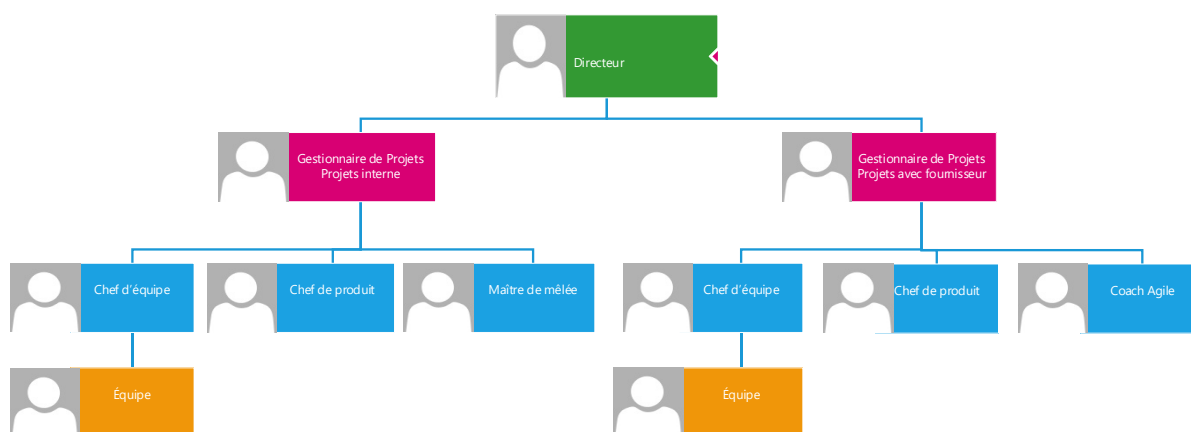 Directeur
Gestionnaire de Projets
Projets interne
Gestionnaire de Projets
Projets avec fournisseur
Chef d'équipe
Chef de produit
Maître de mêlée
Chef d'équipe
Chef de produit
Coach Agile
Équipe
Équipe